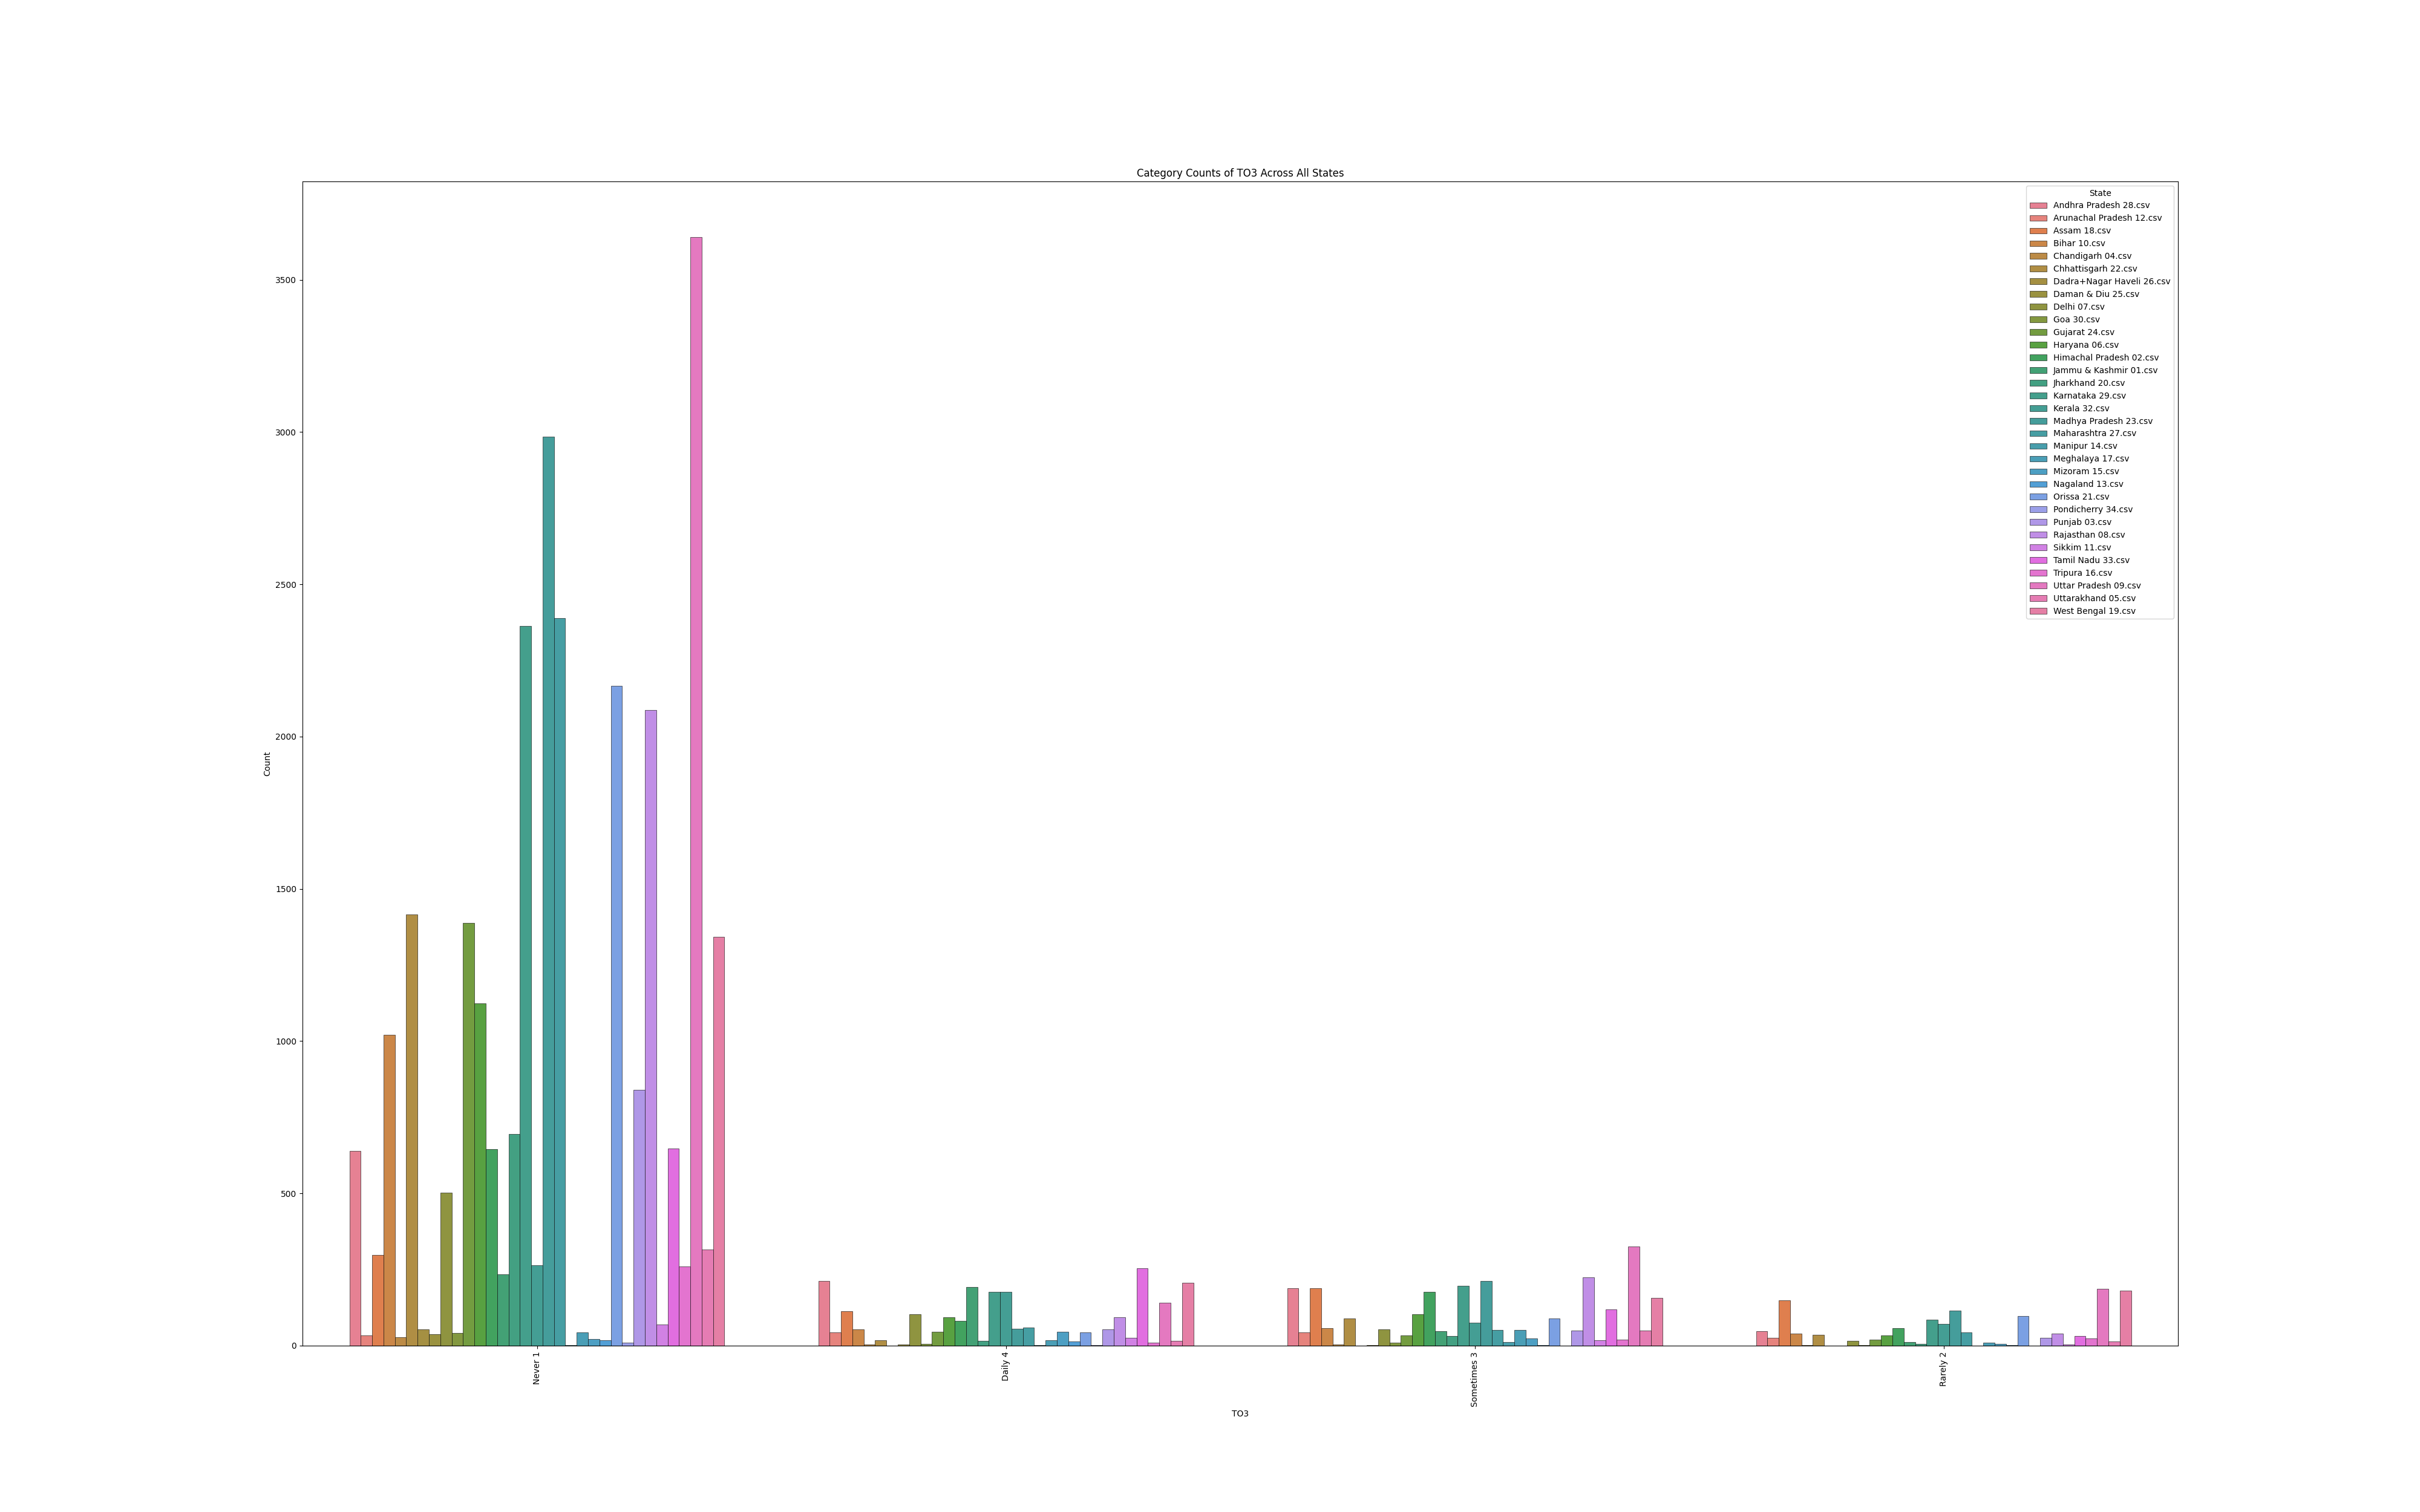 Category Counts of TO3 Across All States
State
Andhra Pradesh 28.csv
Arunachal Pradesh 12.csv
Assam 18.csv
Bihar 10.csv
Chandigarh 04.csv
Chhattisgarh 22.csv
Dadra+Nagar Haveli 26.csv
Daman & Diu 25.csv
Delhi 07.csv
Goa 30.csv
Gujarat 24.csv
Haryana 06.csv
Himachal Pradesh 02.csv
Jammu & Kashmir 01.csv
Jharkhand 20.csv
Karnataka 29.csv
Kerala 32.csv
Madhya Pradesh 23.csv
Maharashtra 27.csv
Manipur 14.csv
Meghalaya 17.csv
Mizoram 15.csv
Nagaland 13.csv
Orissa 21.csv
Pondicherry 34.csv
Punjab 03.csv
Rajasthan 08.csv
Sikkim 11.csv
Tamil Nadu 33.csv
Tripura 16.csv
Uttar Pradesh 09.csv
Uttarakhand 05.csv
West Bengal 19.csv
3500
3000
2500
2000
1500
1000
500
0
Count
Never 1
Daily 4
Sometimes 3
Rarely 2
TO3